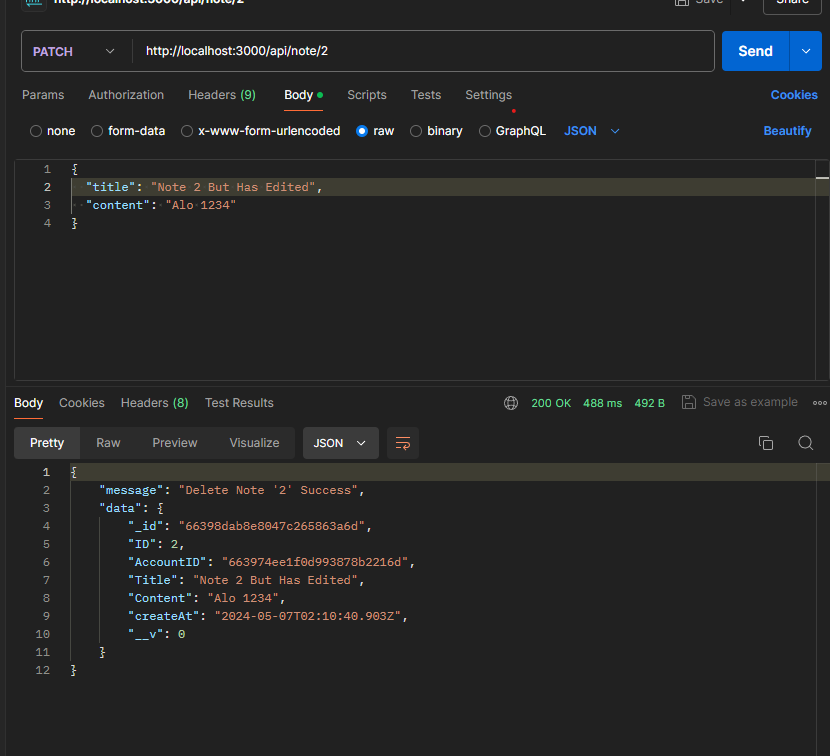 http://localhost:3000/api/note/2 Save Share
PATCH http://localhost:3000/api/note/2 Send
Params Authorization Headers (9) Body Scripts Tests Settings Cookies
none form-data x-www-form-urlencoded raw binary GraphQL JSON Beautify
1 {
2 "title": "Note 2 But Has Edited",
3 "content": "Alo 1234"
4 }
Body Cookies Headers (8) Test Results 200 OK 488 ms 492 B Save as example
Pretty Raw Preview Visualize JSON
1 {
2 "message": "Delete Note '2' Success",
3 "data": {
4 "_id": "66398dab8e8047c265863a6d",
5 "ID": 2,
6 "AccountID": "663974ee1f0d993878b2216d",
7 "Title": "Note 2 But Has Edited",
8 "Content": "Alo 1234",
9 "createAt": "2024-05-07T02:10:40.903Z",
10 "__v": 0
11 }
12 }